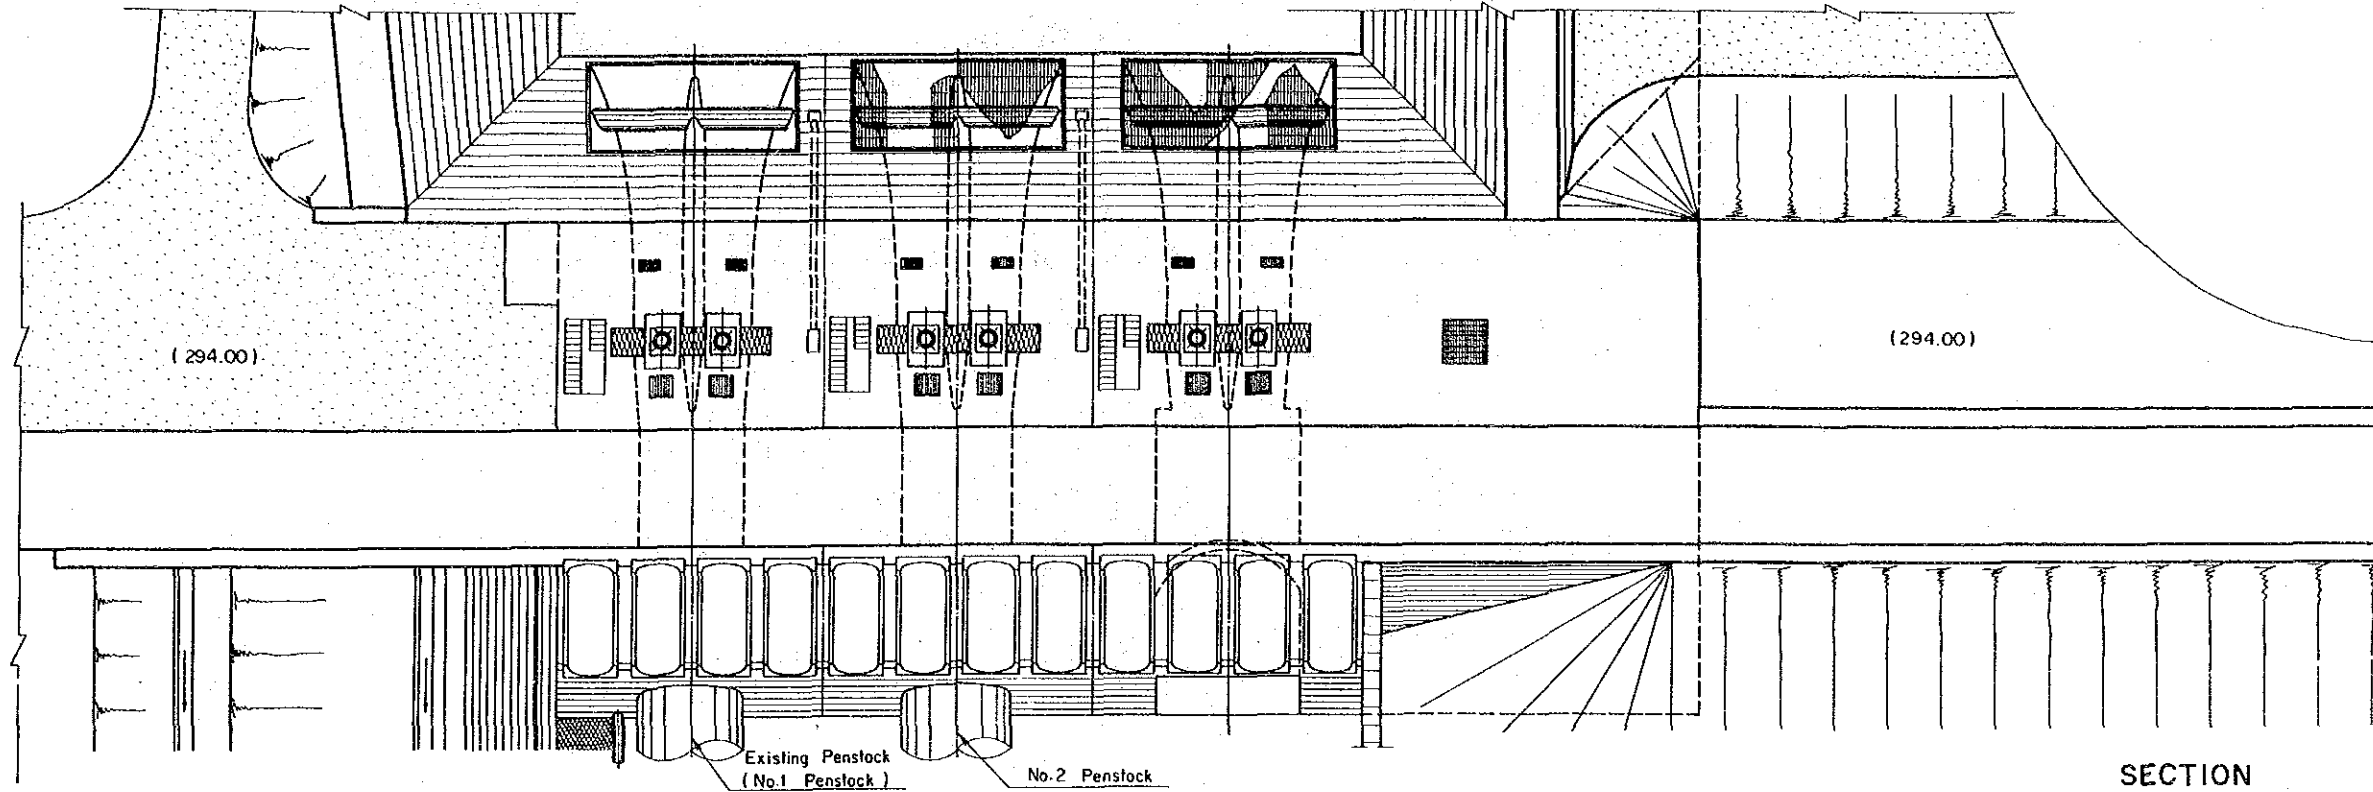 (294.00)
(294.00)
Existing Penstock
(No.1 Penstock)
No.2 Penstock
SECTION